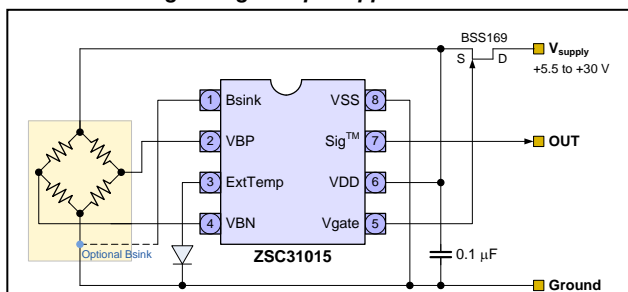 BSS169
S D
Vsupply
+5.5 to +30 V
1 Bsink VSS 8
2 VBP Sig™ 7 OUT
3 ExtTemp VDD 6
4 VBN Vgate 5
Optional Bsink
ZSC31015
0.1 µF
Ground